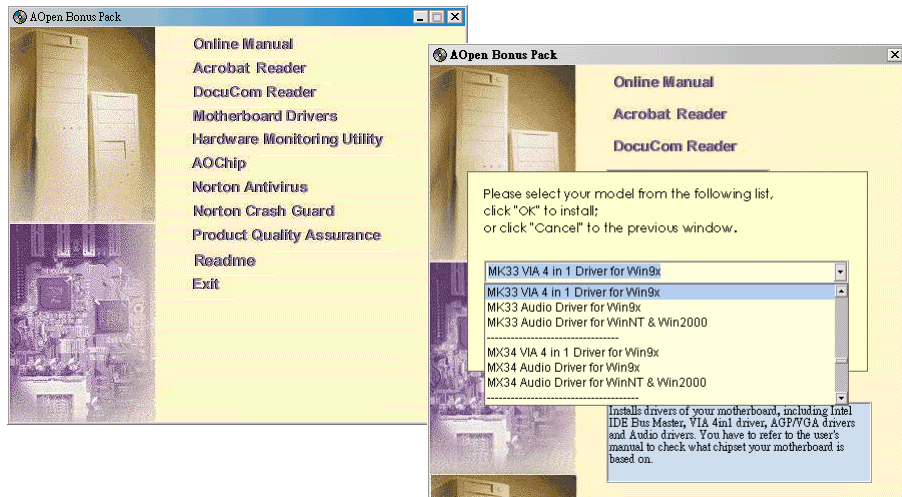 AOpen Bonus Pack
Online Manual
Acrobat Reader
DocuCom Reader
Motherboard Drivers
Hardware Monitoring Utility
AOChip
Norton Antivirus
Norton Crash Guard
Product Quality Assurance
Readme
Exit
AOpen Bonus Pack
Online Manual
Acrobat Reader
DocuCom Reader
Please select your model from the following list,
click "OK" to install;
or click "Cancel" to the previous window.
MK33 VIA 4 in 1 Driver for Win9x
MK33 VIA 4 in 1 Driver for Win9x
MK33 Audio Driver for Win9x
MK33 Audio Driver for WinNT & Win2000
----------------------------------
MX34 VIA 4 in 1 Driver for Win9x
MX34 Audio Driver for Win9x
MX34 Audio Driver for WinNT & Win2000
---------------------------------------
Installs drivers of your motherboard, including Intel
IDE Bus Master, VIA 4in1 driver, AGP/VGA drivers
and Audio drivers. You have to refer to the user's
manual to check what chipset your motherboard is
based on.